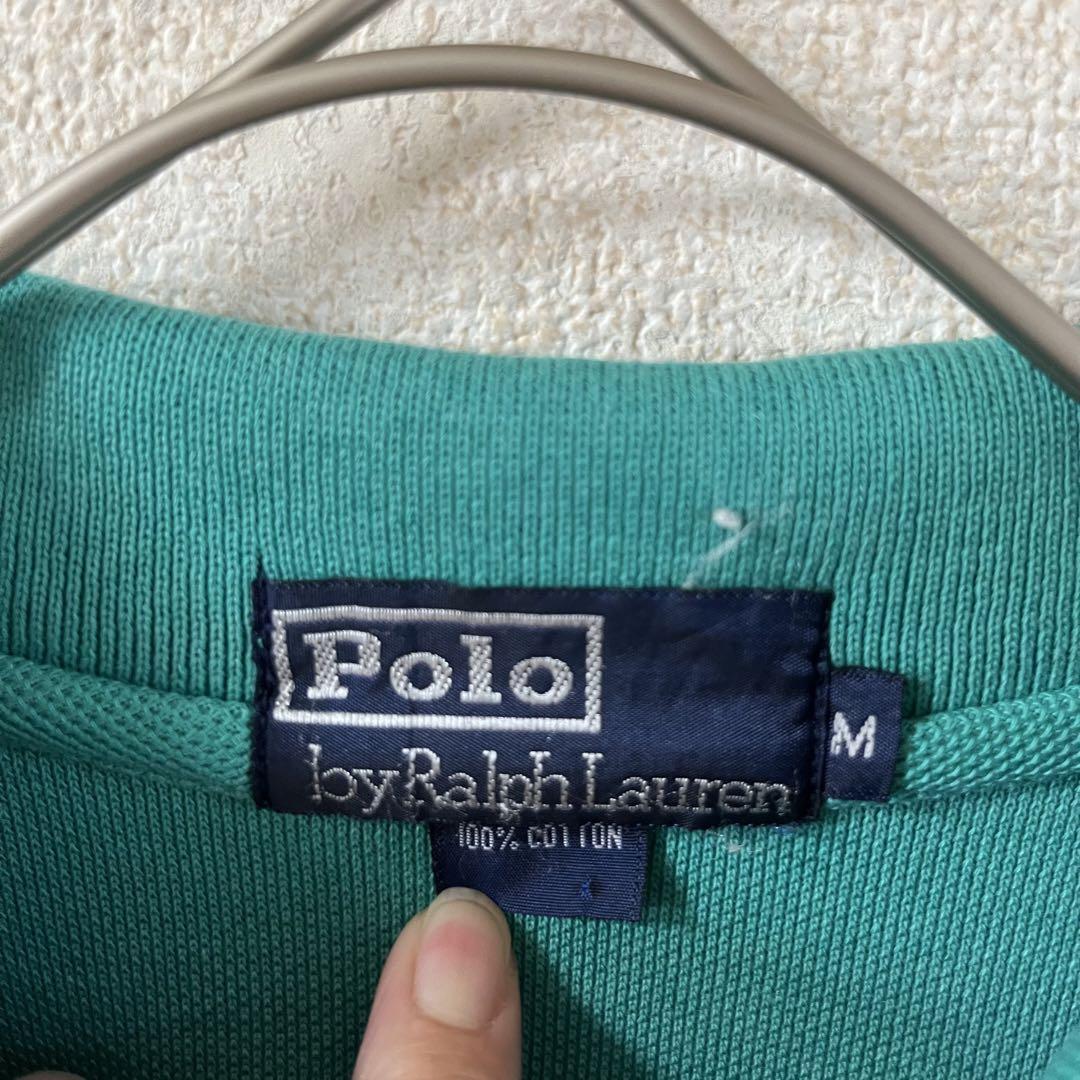 Polo
by Ralph Lauren
M
100% COTTON